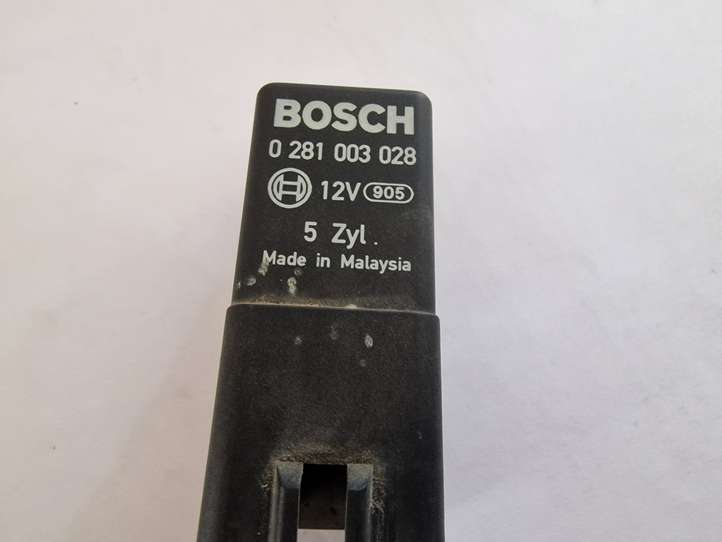 BOSCH
0 281 003 028
12V 905
5 Zyl.
Made in Malaysia